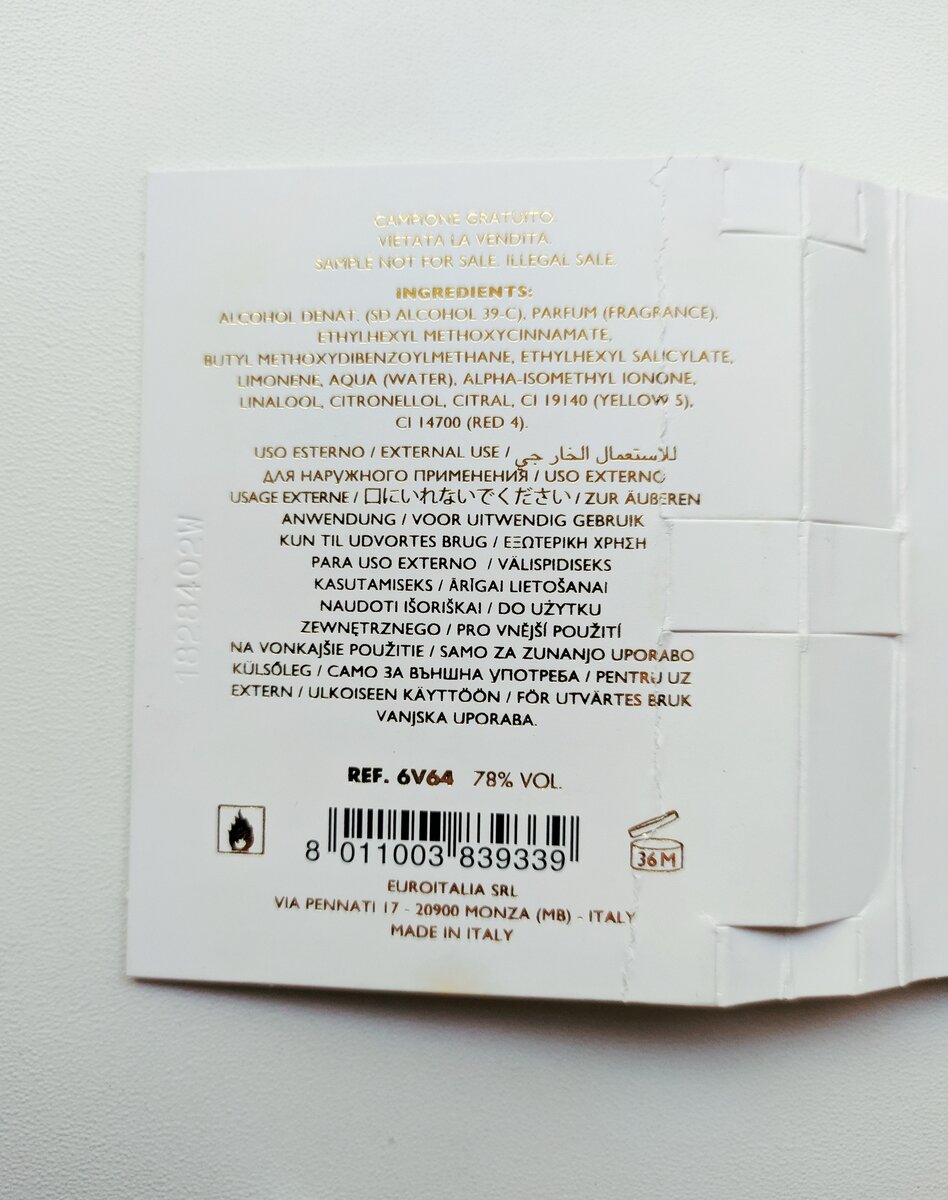 CAMPIONE GRATUITO.
VIETATA LA VENDITA.
SAMPLE NOT FOR SALE. ILLEGAL SALE.
INGREDIENTS:
ALCOHOL DENAT. (SD ALCOHOL 39-C), PARFUM (FRAGRANCE),
ETHYLHEXYL METHOXYCINNAMATE,
BUTYL METHOXYDIBENZOYLMETHANE, ETHYLHEXYL SALICYLATE,
LIMONENE, AQUA (WATER), ALPHA-ISOMETHYL IONONE,
LINALOOL, CITRONELLOL, CITRAL, CI 19140 (YELLOW 5),
CI 14700 (RED 4).
USO ESTERNO / EXTERNAL USE / للاستعمال الخار جي
ДЛЯ НАРУЖНОГО ПРИМЕНЕНИЯ / USO EXTERNO
USAGE EXTERNE / 口にいれないでください / ZUR ÄUBEREN
ANWENDUNG / VOOR UITWENDIG GEBRUIK
KUN TIL UDVORTES BRUG / ΕΞΩΤΕΡΙΚΗ ΧΡΗΣΗ
PARA USO EXTERNO / VÄLISPIDISEKS
KASUTAMISEKS / ĀRĪGAI LIETOŠANAI
NAUDOTI IŠORIŠKAI / DO UŻYTKU
ZEWNĘTRZNEGO / PRO VNĚJŠÍ POUŽITÍ
NA VONKAJŠIE POUŽITIE / SAMO ZA ZUNANJO UPORABO
KÜLSŐLEG / САМО ЗА ВЪНШНА УПОТРЕБА / PENTRU UZ
EXTERN / ULKOISEEN KÄYTTÖÖN / FÖR UTVÄRTES BRUK
VANJSKA UPORABA.
182840​2W
REF. 6V64 78% VOL.
8 011003 839339
36 M
EUROITALIA SRL
VIA PENNATI 17 - 20900 MONZA (MB) - ITALY
MADE IN ITALY